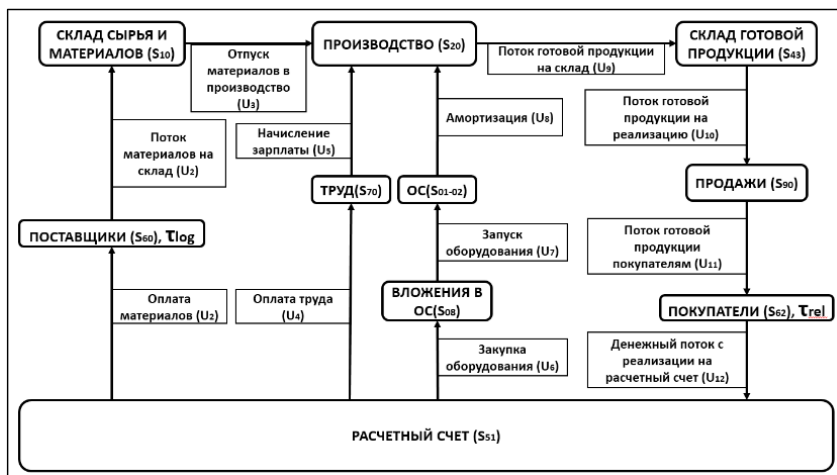 СКЛАД СЫРЬЯ И
МАТЕРИАЛОВ (S10)
Отпуск
материалов в
производство
(U3)
ПРОИЗВОДСТВО (S20)
Поток готовой продукции
на склад (U9)
СКЛАД ГОТОВОЙ
ПРОДУКЦИИ (S43)
Поток
материалов на
склад (U2)
Начисление
зарплаты (U5)
Амортизация (U8)
Поток готовой
продукции на
реализацию (U10)
ТРУД(S70)
ОС(S01-02)
ПРОДАЖИ (S90)
ПОСТАВЩИКИ (S60), τlog
Запуск
оборудования (U7)
Поток готовой
продукции
покупателям (U11)
Оплата
материалов (U2)
Оплата труда
(U4)
ВЛОЖЕНИЯ В
ОС(S08)
ПОКУПАТЕЛИ (S62), τrel
Закупка
оборудования (U6)
Денежный поток с
реализации на
расчетный счет (U12)
РАСЧЕТНЫЙ СЧЕТ (S51)